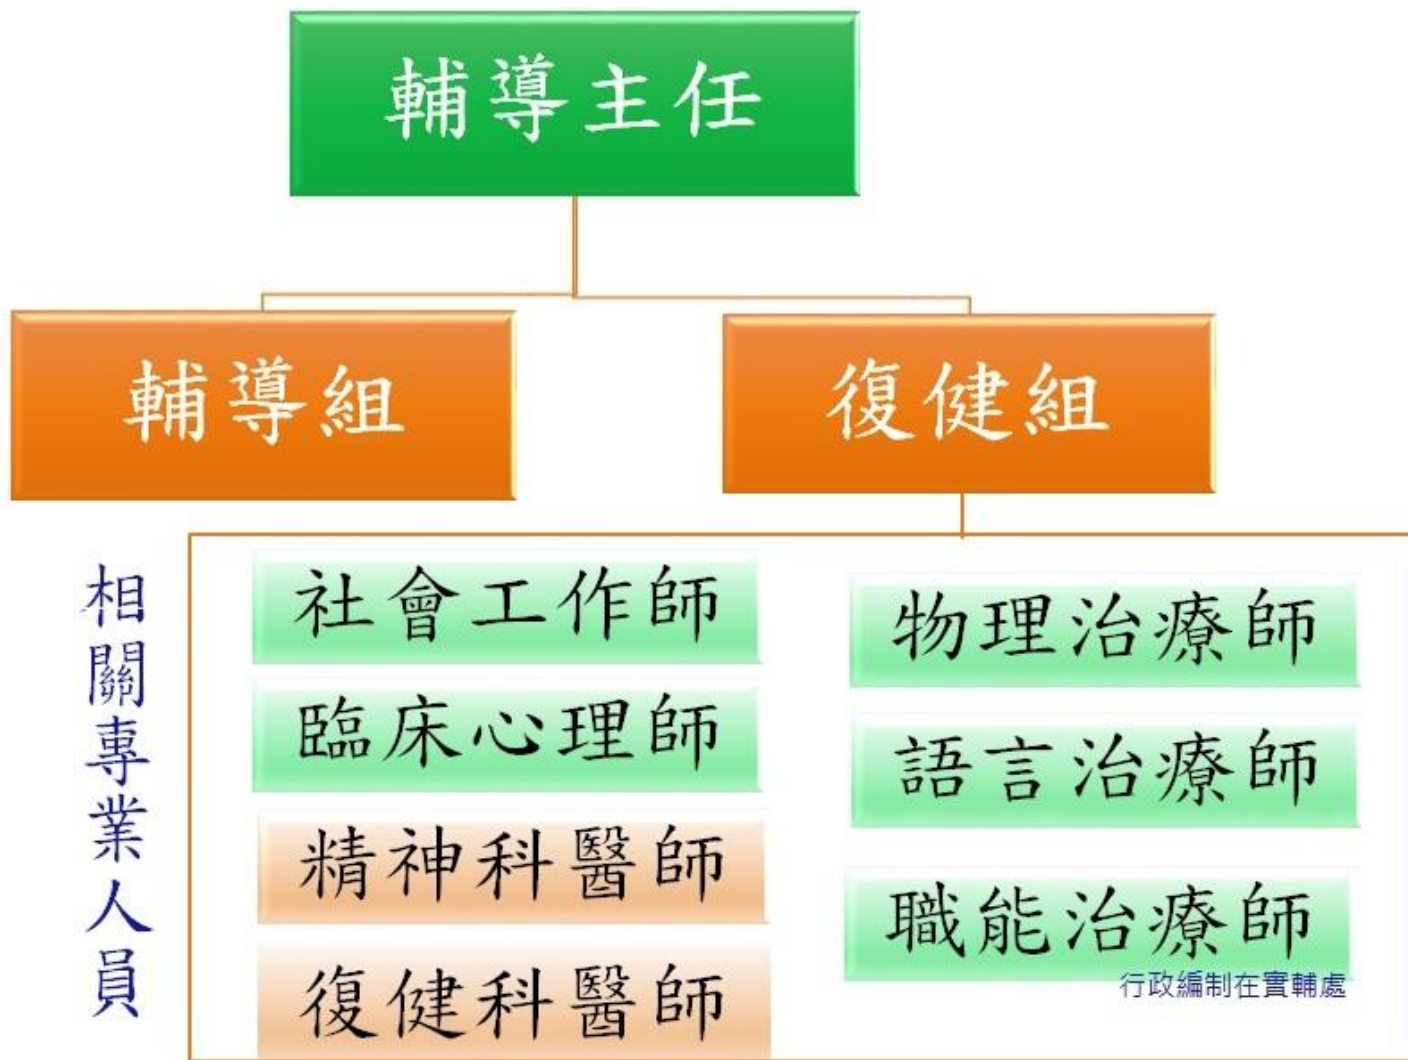 輔導主任
輔導組
復健組
相關專業人員
社會工作師
臨床心理師
精神科醫師
復健科醫師
物理治療師
語言治療師
職能治療師
行政編制在實輔處